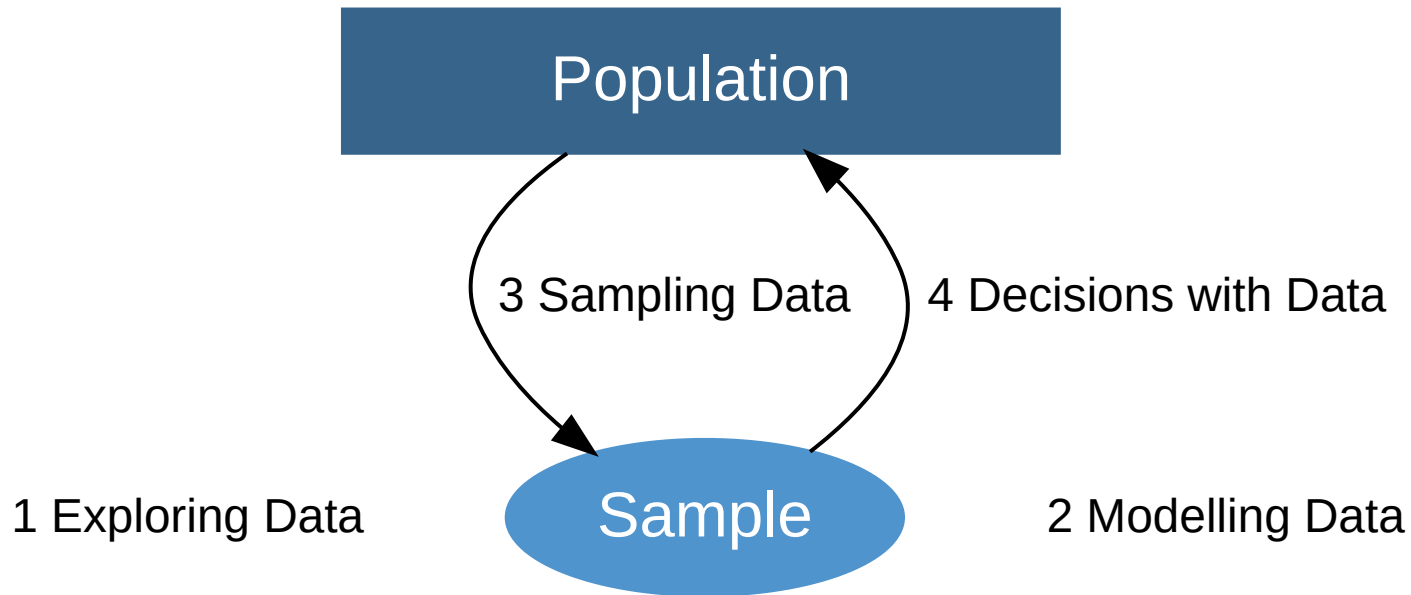 Population
3 Sampling Data
4 Decisions with Data
1 Exploring Data
Sample
2 Modelling Data